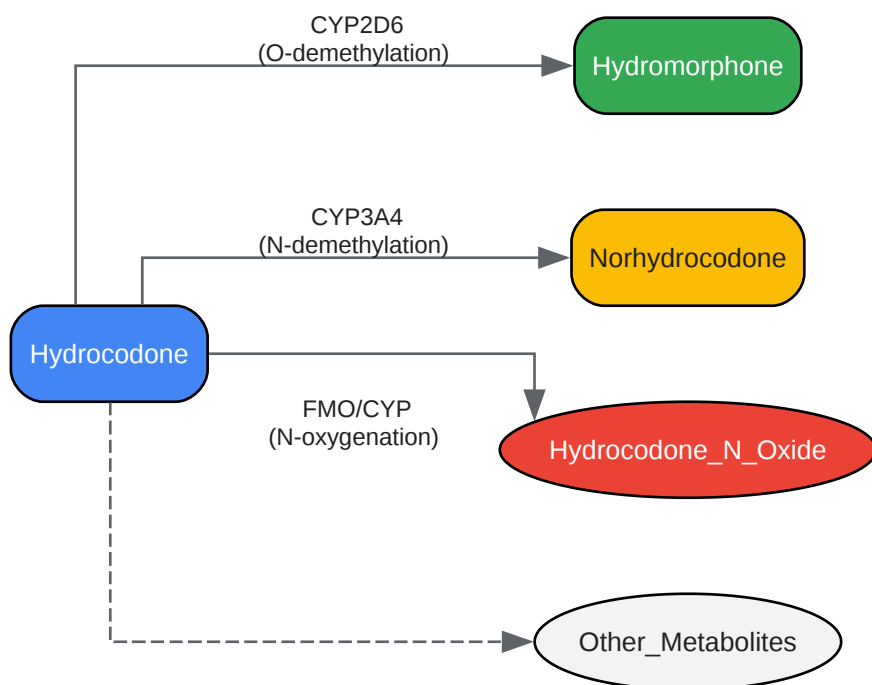 CYP2D6
(O-demethylation)
Hydromorphone
CYP3A4
(N-demethylation)
Norhydrocodone
Hydrocodone
FMO/CYP
(N-oxygenation)
Hydrocodone_N_Oxide
Other_Metabolites